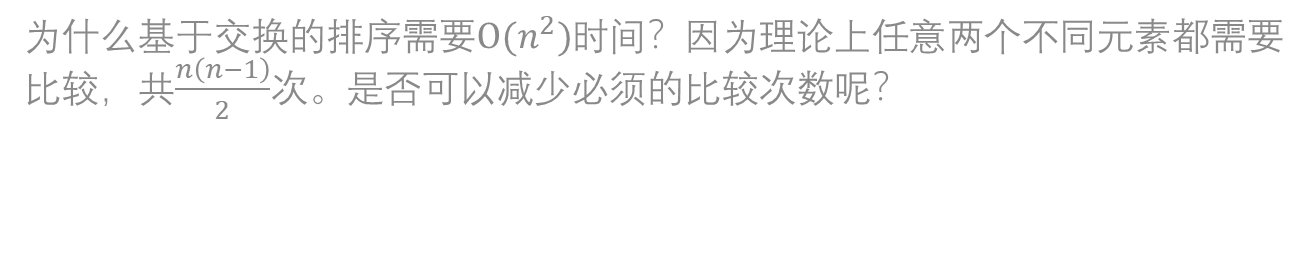 为什么基于交换的排序需要O(n²)时间？因为理论上任意两个不同元素都需要
比较，共n(n−1)/2次。是否可以减少必须的比较次数呢？